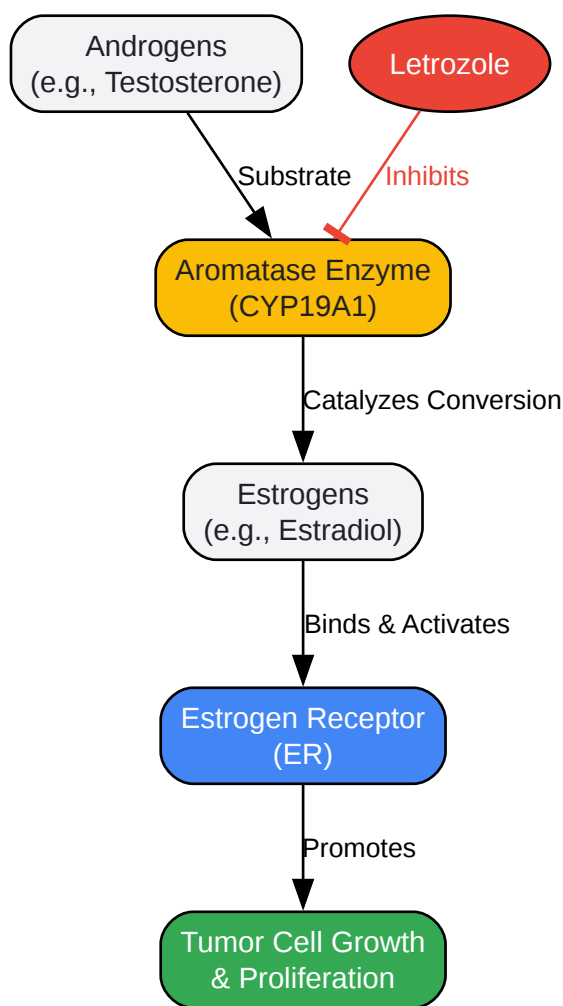 Androgens
(e.g., Testosterone)
Letrozole
Substrate
Inhibits
Aromatase Enzyme
(CYP19A1)
Catalyzes Conversion
Estrogens
(e.g., Estradiol)
Binds & Activates
Estrogen Receptor
(ER)
Promotes
Tumor Cell Growth
& Proliferation